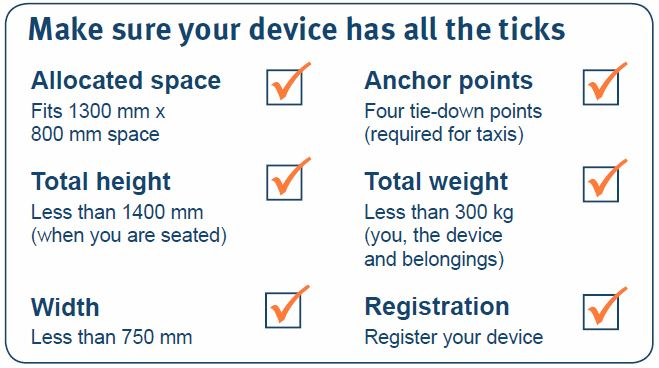 Make sure your device has all the ticks
Allocated space
Fits 1300 mm x
800 mm space
Anchor points
Four tie-down points
(required for taxis)
Total height
Less than 1400 mm
(when you are seated)
Total weight
Less than 300 kg
(you, the device
and belongings)
Width
Less than 750 mm
Registration
Register your device